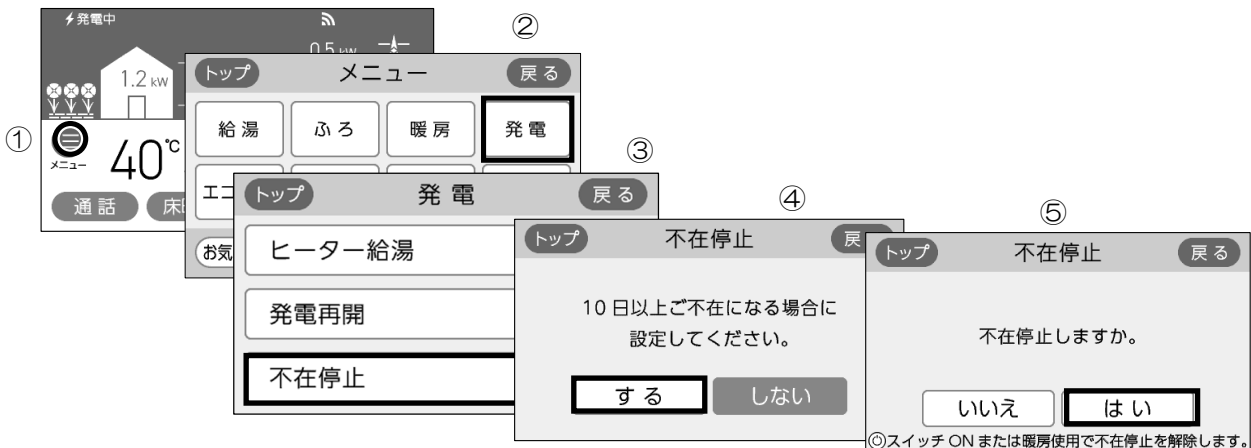 ⚡発電中
0.5 kW
1.2 kW
①
メニュー
40℃
通話
②
トップ
メニュー
戻る
給湯
ふろ
暖房
発電
エコ
お気
③
トップ
発電
戻る
ヒーター給湯
発電再開
不在停止
④
トップ
不在停止
戻
10日以上ご不在になる場合に
設定してください。
する
しない
⑤
トップ
不在停止
戻る
不在停止しますか。
いいえ
はい
スイッチ ON または暖房使用で不在停止を解除します。